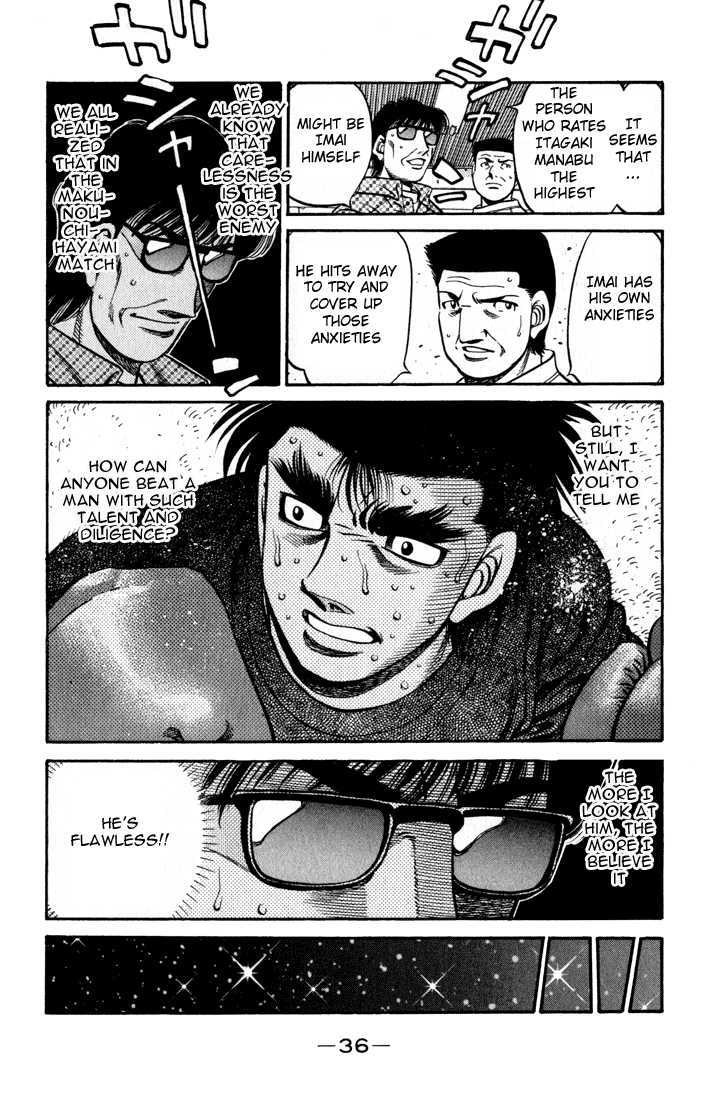 IT
SEEMS
THAT
...
THE
PERSON
WHO RATES
ITAGAKI
MANABU
THE
HIGHEST
MIGHT BE
IMAI
HIMSELF
WE
ALREADY
KNOW
THAT
CARE-
LESSNESS
IS THE
WORST
ENEMY
WE ALL
REALI-
ZED
THAT IN
THE
MAKU-
NOU-
CHI-
HAYAMI
MATCH
IMAI HAS
HIS OWN
ANXIETIES
HE HITS AWAY
TO TRY AND
COVER UP
THOSE
ANXIETIES
BUT
STILL, I
WANT
YOU TO
TELL ME
HOW CAN
ANYONE BEAT A
MAN WITH SUCH
TALENT AND
DILIGENCE?
THE
MORE I
LOOK AT
HIM, THE
MORE I
BELIEVE
IT
HE'S
FLAWLESS!!
—36—